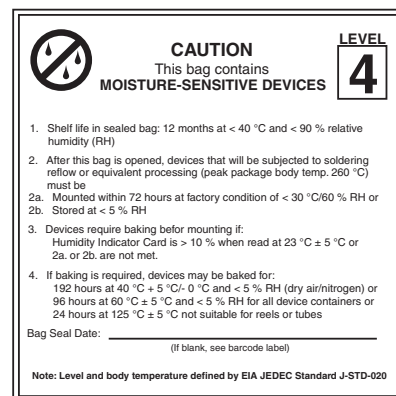 LEVEL
4
CAUTION
This bag contains
MOISTURE-SENSITIVE DEVICES
1. Shelf life in sealed bag: 12 months at < 40 °C and < 90 % relative
humidity (RH)
2. After this bag is opened, devices that will be subjected to soldering
reflow or equivalent processing (peak package body temp. 260 °C)
must be
2a. Mounted within 72 hours at factory condition of < 30 °C/60 % RH or
2b. Stored at < 5 % RH
3. Devices require baking befor mounting if:
Humidity Indicator Card is > 10 % when read at 23 °C ± 5 °C or
2a. or 2b. are not met.
4. If baking is required, devices may be baked for:
192 hours at 40 °C + 5 °C/- 0 °C and < 5 % RH (dry air/nitrogen) or
96 hours at 60 °C ± 5 °C and < 5 % RH for all device containers or
24 hours at 125 °C ± 5 °C not suitable for reels or tubes
Bag Seal Date:
(If blank, see barcode label)
Note: Level and body temperature defined by EIA JEDEC Standard J-STD-020